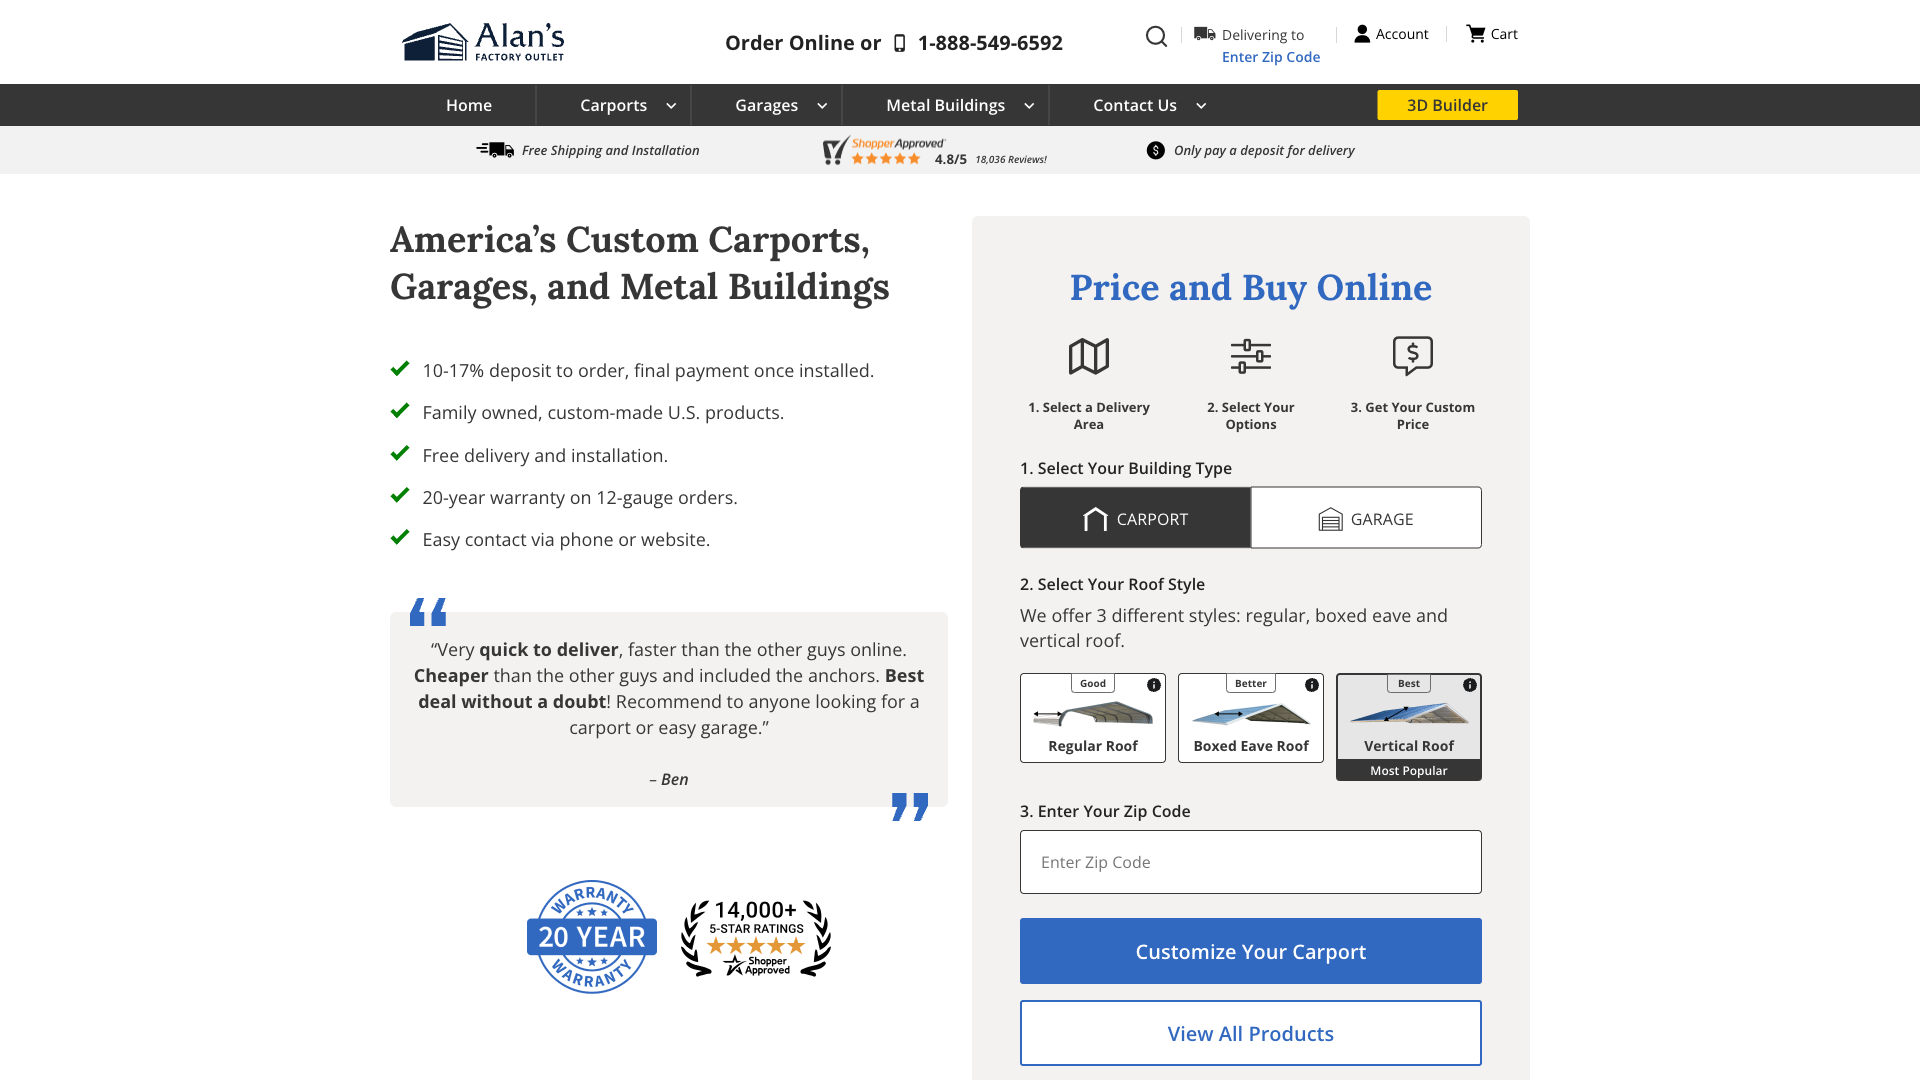 Alan's
FACTORY OUTLET
Order Online or 1-888-549-6592
Delivering to
Enter Zip Code
Account
Cart
Home
Carports
Garages
Metal Buildings
Contact Us
3D Builder
Free Shipping and Installation
ShopperApproved
4.8/5 18,036 Reviews!
Only pay a deposit for delivery
America’s Custom Carports,
Garages, and Metal Buildings
10-17% deposit to order, final payment once installed.
Family owned, custom-made U.S. products.
Free delivery and installation.
20-year warranty on 12-gauge orders.
Easy contact via phone or website.
“Very quick to deliver, faster than the other guys online.
Cheaper than the other guys and included the anchors. Best
deal without a doubt! Recommend to anyone looking for a
carport or easy garage.”
– Ben
WARRANTY
20 YEAR
WARRANTY
14,000+
5-STAR RATINGS
Shopper
Approved
Price and Buy Online
1. Select a Delivery
Area
2. Select Your
Options
3. Get Your Custom
Price
1. Select Your Building Type
CARPORT
GARAGE
2. Select Your Roof Style
We offer 3 different styles: regular, boxed eave and
vertical roof.
Good
Regular Roof
Better
Boxed Eave Roof
Best
Vertical Roof
Most Popular
3. Enter Your Zip Code
Enter Zip Code
Customize Your Carport
View All Products